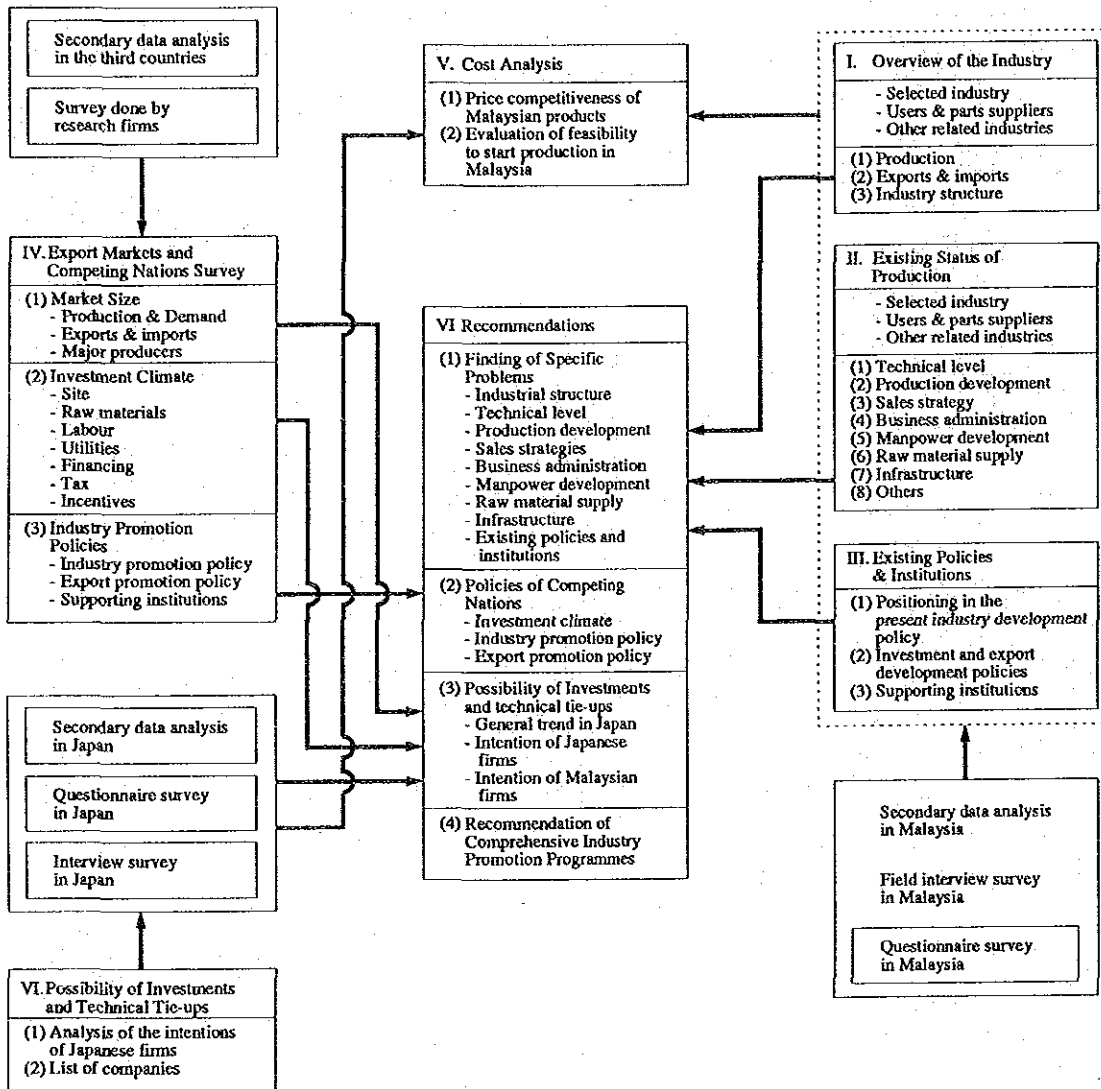 Secondary data analysis
in the third countries
Survey done by
research firms
IV. Export Markets and
Competing Nations Survey
(1) Market Size
- Production & Demand
- Exports & imports
- Major producers
(2) Investment Climate
- Site
- Raw materials
- Labour
- Utilities
- Financing
- Tax
- Incentives
(3) Industry Promotion
Policies
- Industry promotion policy
- Export promotion policy
- Supporting institutions
Secondary data analysis
in Japan
Questionnaire survey
in Japan
Interview survey
in Japan
VI. Possibility of Investments
and Technical Tie-ups
(1) Analysis of the intentions
of Japanese firms
(2) List of companies
V. Cost Analysis
(1) Price competitiveness of
Malaysian products
(2) Evaluation of feasibility
to start production in
Malaysia
VI Recommendations
(1) Finding of Specific
Problems
- Industrial structure
- Technical level
- Production development
- Sales strategies
- Business administration
- Manpower development
- Raw material supply
- Infrastructure
- Existing policies and
institutions
(2) Policies of Competing
Nations
- Investment climate
- Industry promotion policy
- Export promotion policy
(3) Possibility of Investments
and technical tie-ups
- General trend in Japan
- Intention of Japanese
firms
- Intention of Malaysian
firms
(4) Recommendation of
Comprehensive Industry
Promotion Programmes
I. Overview of the Industry
- Selected industry
- Users & parts suppliers
- Other related industries
(1) Production
(2) Exports & imports
(3) Industry structure
II. Existing Status of
Production
- Selected industry
- Users & parts suppliers
- Other related industries
(1) Technical level
(2) Production development
(3) Sales strategy
(4) Business administration
(5) Manpower development
(6) Raw material supply
(7) Infrastructure
(8) Others
III. Existing Policies
& Institutions
(1) Positioning in the
present industry development
policy
(2) Investment and export
development policies
(3) Supporting institutions
Secondary data analysis
in Malaysia
Field interview survey
in Malaysia
Questionnaire survey
in Malaysia